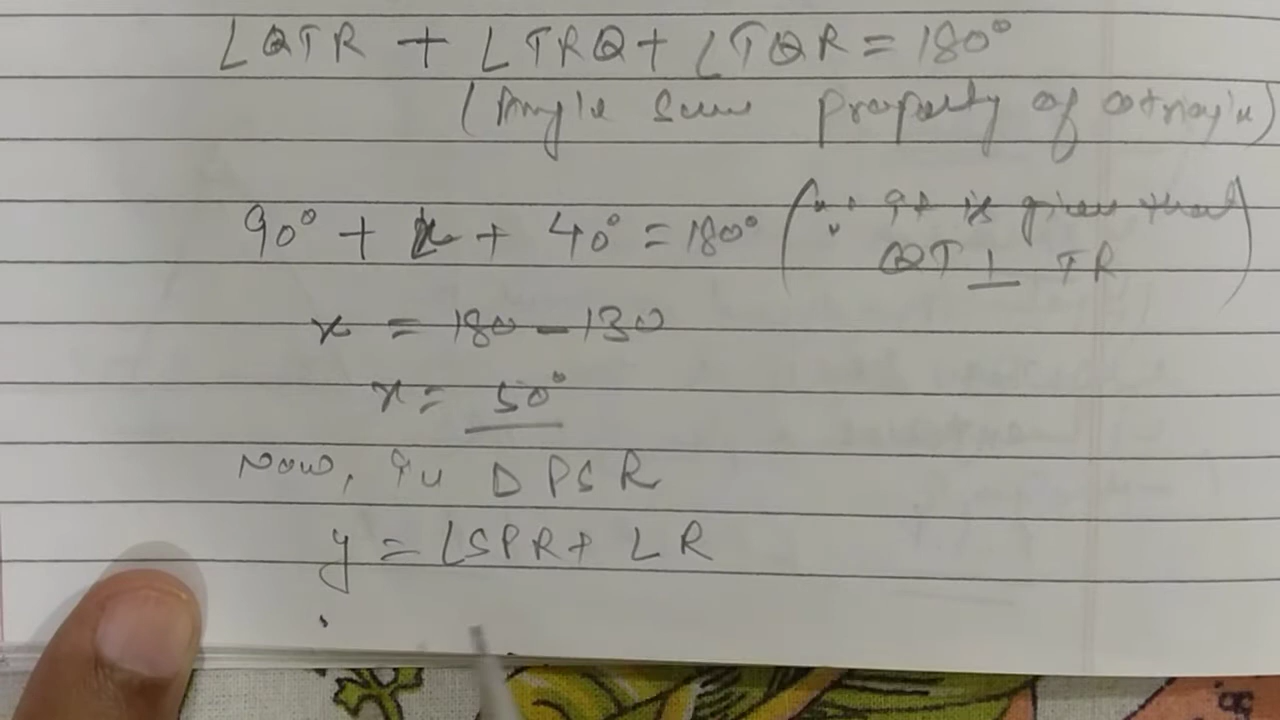 ∠QTR + ∠TRQ + ∠TQR = 180°
(Angle Sum Property of a triangle)
90° + x + 40° = 180° (∵ It is given that
QT ⊥ TR)
x = 180 - 130
x = 50°
Now, In Δ PSR
y = ∠SPR + ∠R